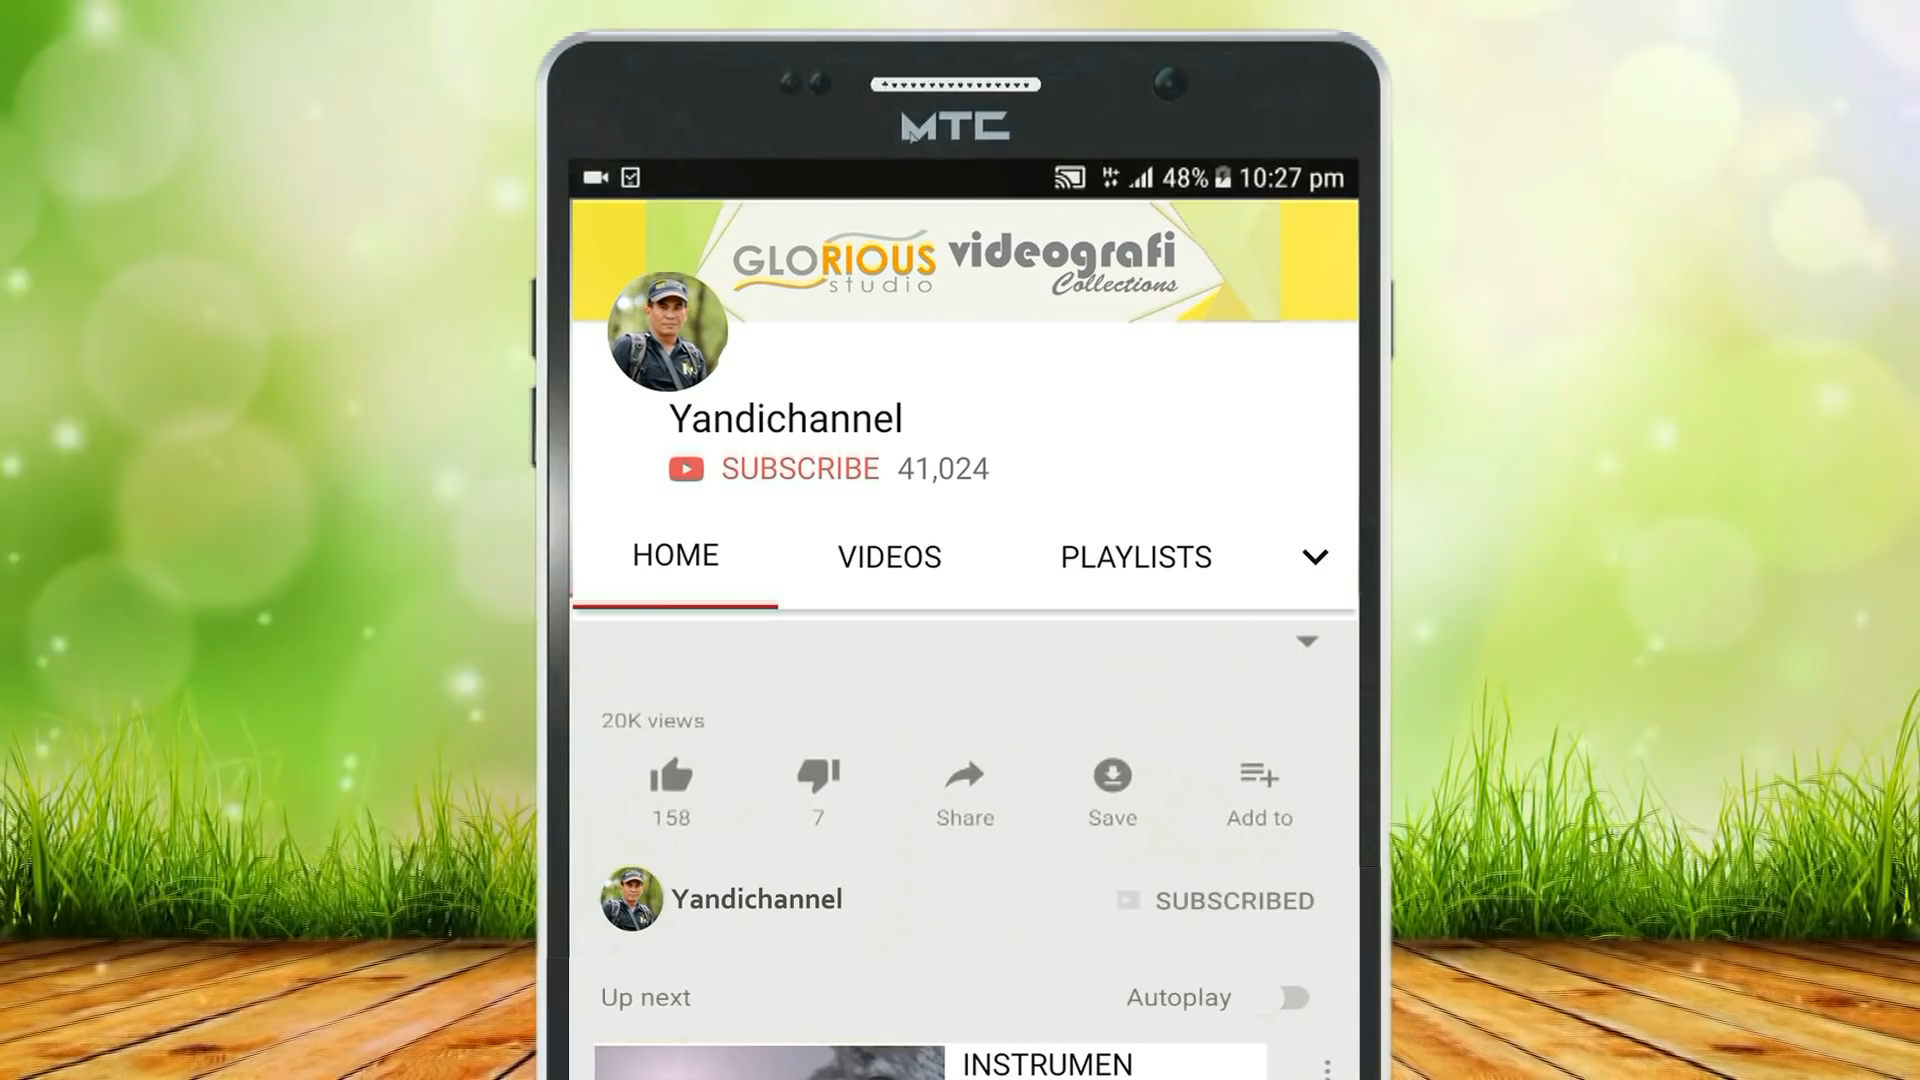 MTC
H+ 48% 10:27 pm
GLORIOUS
studio
videografi
Collections
Yandichannel
SUBSCRIBE 41,024
HOME VIDEOS PLAYLISTS
20K views
158 7 Share Save Add to
Yandichannel SUBSCRIBED
Up next Autoplay
INSTRUMEN